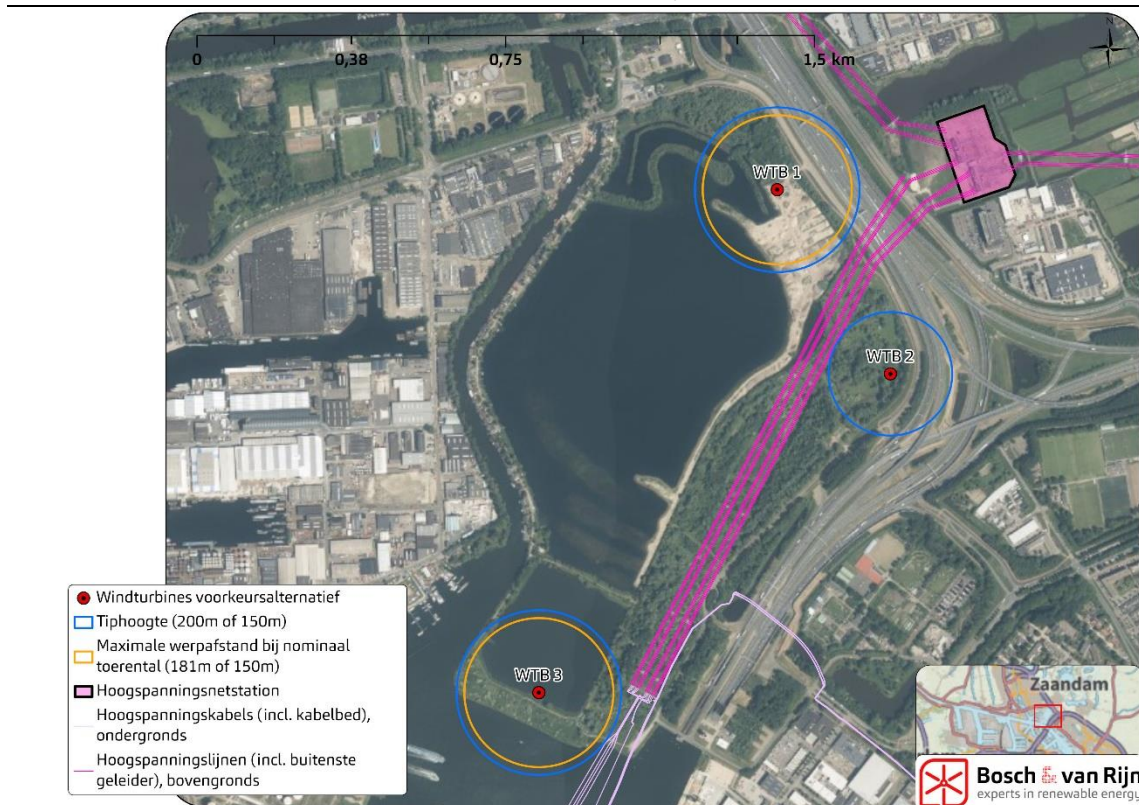 N
0
0,38
0,75
1,5 km
WTB 1
WTB 2
WTB 3
Windturbines voorkeursalternatief
Tiphoogte (200m of 150m)
Maximale werpafstand bij nominaal
toerental (181m of 150m)
Hoogspanningsnetstation
Hoogspanningskabels (incl. kabelbed),
ondergronds
Hoogspanningslijnen (incl. buitenste
geleider), bovengronds
Zaandam
Bosch & van Rijn
experts in renewable energy